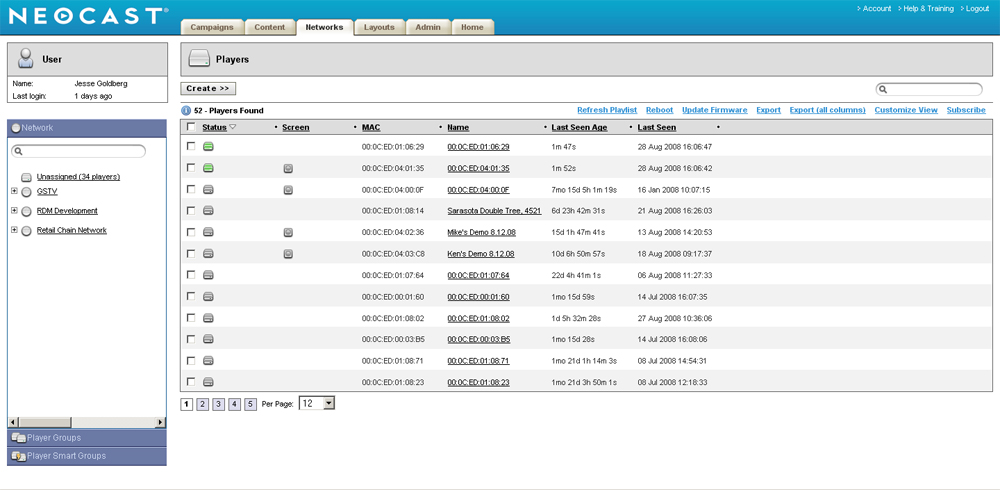 NEOCAST®
> Account > Help & Training > Logout
Campaigns Content Networks Layouts Admin Home
User
Name: Jesse Goldberg
Last login: 1 days ago
Network
Unassigned (34 players)
GSTV
RDM Development
Retail Chain Network
Player Groups
Player Smart Groups
Players
Create >>
52 - Players Found
Refresh Playlist Reboot Update Firmware Export Export (all columns) Customize View Subscribe
Status Screen MAC Name Last Seen Age Last Seen
00:0C:ED:01:06:29 00:0C:ED:01:06:29 1m 47s 28 Aug 2008 16:06:47
00:0C:ED:04:01:35 00:0C:ED:04:01:35 1m 52s 28 Aug 2008 16:06:42
00:0C:ED:04:00:0F 00:0C:ED:04:00:0F 7mo 15d 5h 1m 19s 16 Jan 2008 10:07:15
00:0C:ED:01:08:14 Sarasota Double Tree, 4521 6d 23h 42m 31s 21 Aug 2008 16:26:03
00:0C:ED:04:02:36 Mike's Demo 8.12.08 15d 1h 47m 41s 13 Aug 2008 14:20:53
00:0C:ED:04:03:C8 Ken's Demo 8.12.08 10d 6h 50m 57s 18 Aug 2008 09:17:37
00:0C:ED:01:07:64 00:0C:ED:01:07:64 22d 4h 41m 1s 06 Aug 2008 11:27:33
00:0C:ED:00:01:60 00:0C:ED:00:01:60 1mo 15d 59s 14 Jul 2008 16:07:35
00:0C:ED:01:08:02 00:0C:ED:01:08:02 1d 5h 32m 28s 27 Aug 2008 10:36:06
00:0C:ED:00:03:B5 00:0C:ED:00:03:B5 1mo 15d 28s 14 Jul 2008 16:08:06
00:0C:ED:01:08:71 00:0C:ED:01:08:71 1mo 21d 1h 14m 3s 08 Jul 2008 14:54:31
00:0C:ED:01:08:23 00:0C:ED:01:08:23 1mo 21d 3h 50m 1s 08 Jul 2008 12:18:33
1 2 3 4 5 Per Page: 12